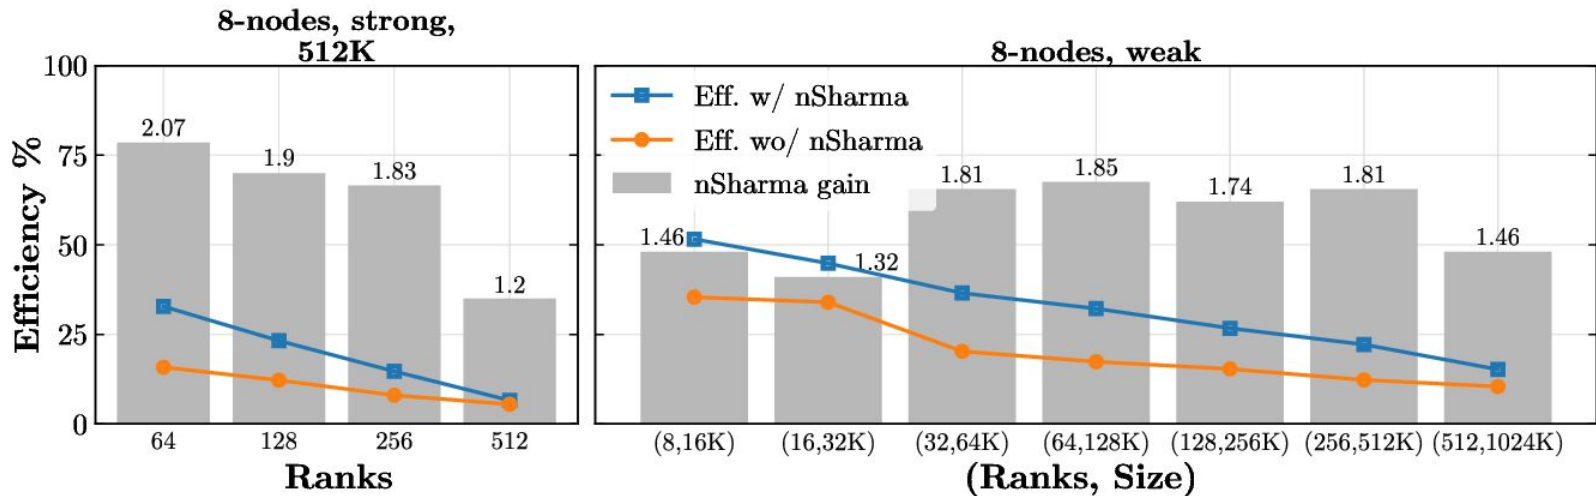 8-nodes, strong,
512K
8-nodes, weak
Efficiency %
100
75
50
25
0
2.07
1.9
1.83
1.2
64
128
256
512
Ranks
Eff. w/ nSharma
Eff. wo/ nSharma
nSharma gain
1.46
1.32
1.81
1.85
1.74
1.81
1.46
(8,16K)
(16,32K)
(32,64K)
(64,128K)
(128,256K)
(256,512K)
(512,1024K)
(Ranks, Size)